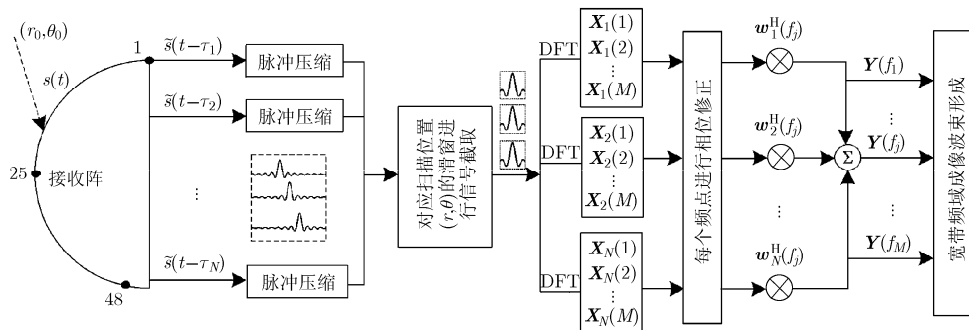 (r₀,θ₀)
s(t)
1
25
接收阵
48
s̃(t−τ₁)
脉冲压缩
s̃(t−τ₂)
脉冲压缩
⋮
s̃(t−τ_N)
脉冲压缩
对应扫描位置
(r,θ)的滑窗进
行信号截取
DFT
X₁(1)
X₁(2)
⋮
X₁(M)
DFT
X₂(1)
X₂(2)
⋮
X₂(M)
DFT
X_N(1)
X_N(2)
⋮
X_N(M)
每个频点进行相位修正
w₁ᴴ(f_j)
w₂ᴴ(f_j)
⋮
w_Nᴴ(f_j)
Σ
Y(f₁)
⋮
Y(f_j)
⋮
Y(f_M)
宽带频域成像波束形成